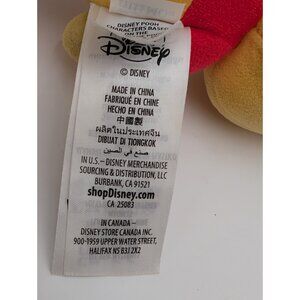 DISNEY POOH
CHARACTERS BASED
Disney
© DISNEY
MADE IN CHINA
FABRIQUÉ EN CHINE
HECHO EN CHINA
中國製
ผลิตในประเทศจีน
DIBUAT DI TIONGKOK
صنع في الصين
IN U.S.– DISNEY MERCHANDISE
SOURCING & DISTRIBUTION, LLC
BURBANK, CA 91521
shopDisney.com
CA 25083
IN CANADA –
DISNEY STORE CANADA INC.
900-1959 UPPER WATER STREET,
HALIFAX NS B3J 2X2